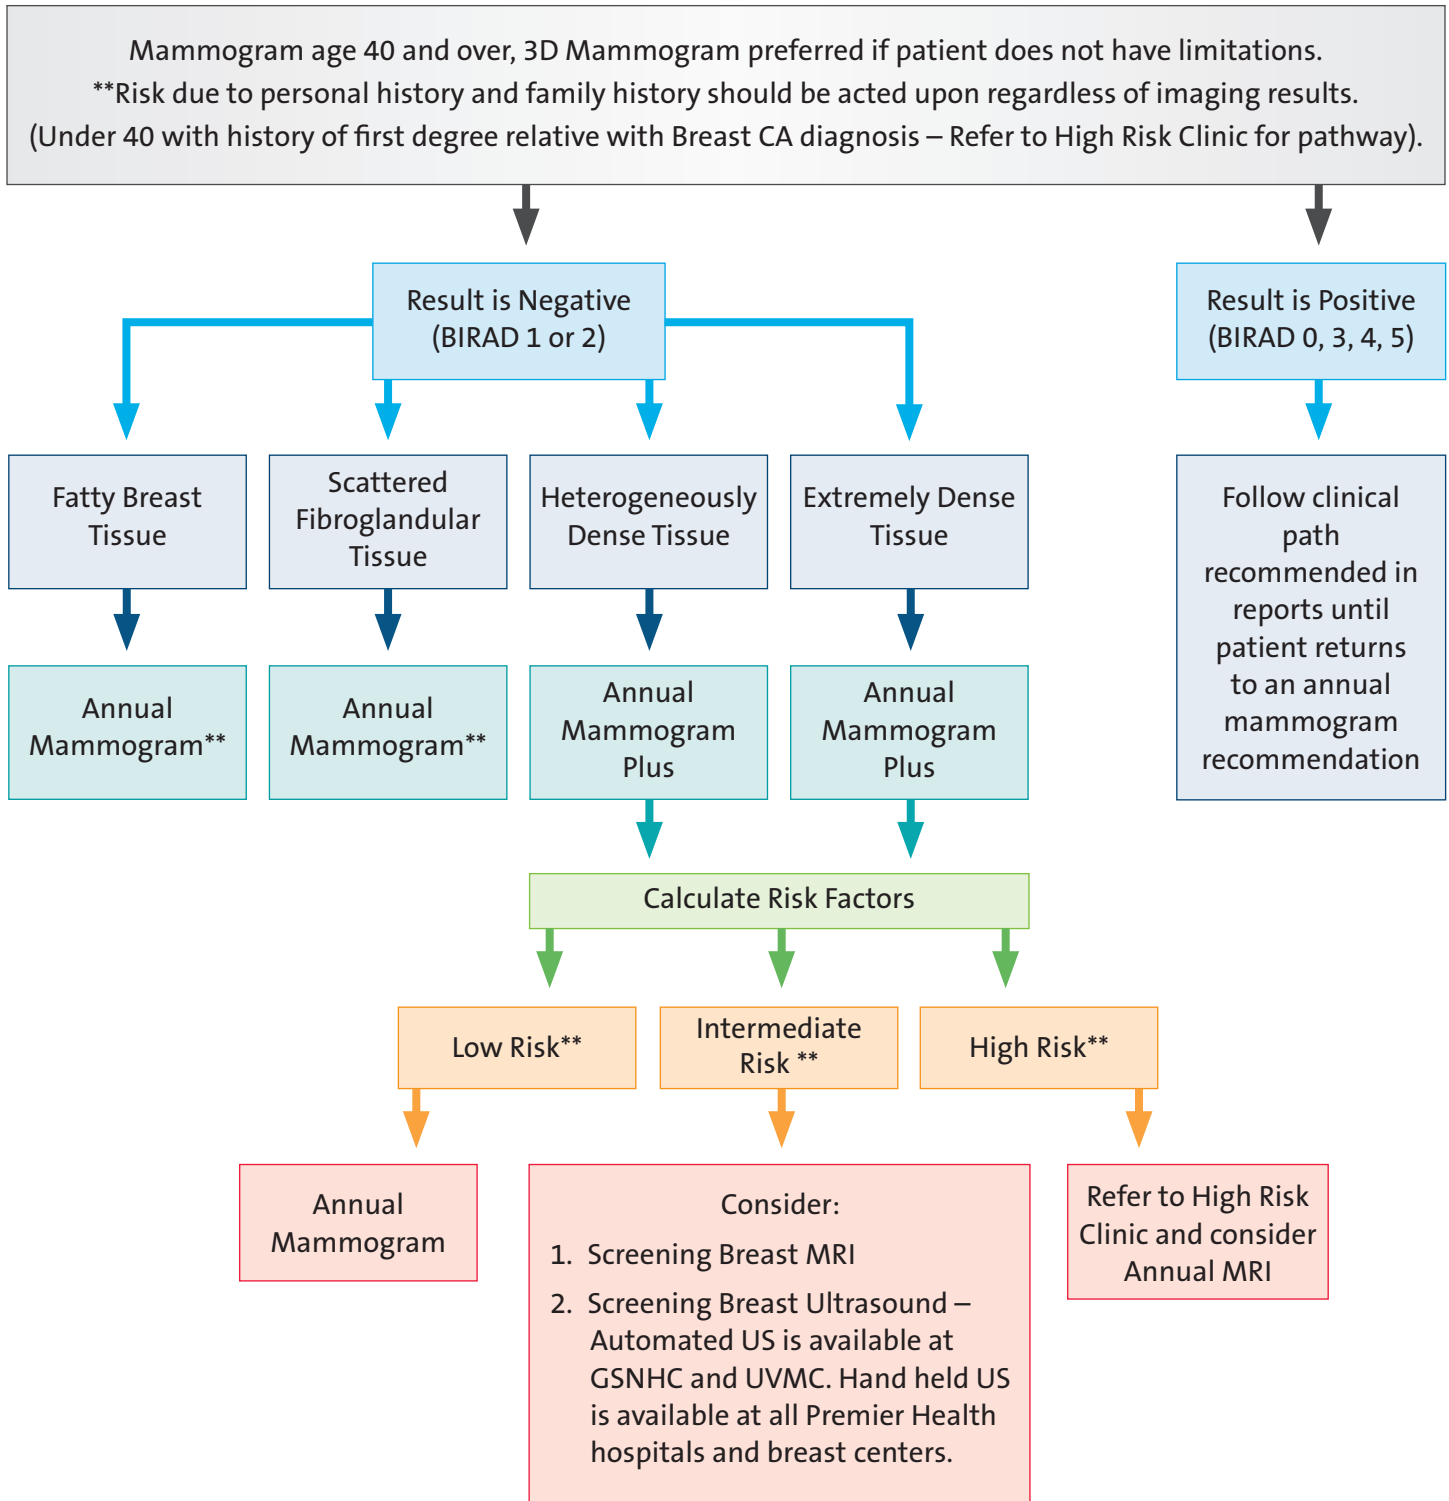 Mammogram age 40 and over, 3D Mammogram preferred if patient does not have limitations.
**Risk due to personal history and family history should be acted upon regardless of imaging results.
(Under 40 with history of first degree relative with Breast CA diagnosis – Refer to High Risk Clinic for pathway).
Result is Negative
(BIRAD 1 or 2)
Result is Positive
(BIRAD 0, 3, 4, 5)
Fatty Breast
Tissue
Scattered
Fibroglandular
Tissue
Heterogeneously
Dense Tissue
Extremely Dense
Tissue
Follow clinical
path
recommended in
reports until
patient returns
to an annual
mammogram
recommendation
Annual
Mammogram**
Annual
Mammogram**
Annual
Mammogram
Plus
Annual
Mammogram
Plus
Calculate Risk Factors
Low Risk**
Intermediate
Risk **
High Risk**
Annual
Mammogram
Consider:
1. Screening Breast MRI
2. Screening Breast Ultrasound –
Automated US is available at
GSNHC and UVMC. Hand held US
is available at all Premier Health
hospitals and breast centers.
Refer to High Risk
Clinic and consider
Annual MRI